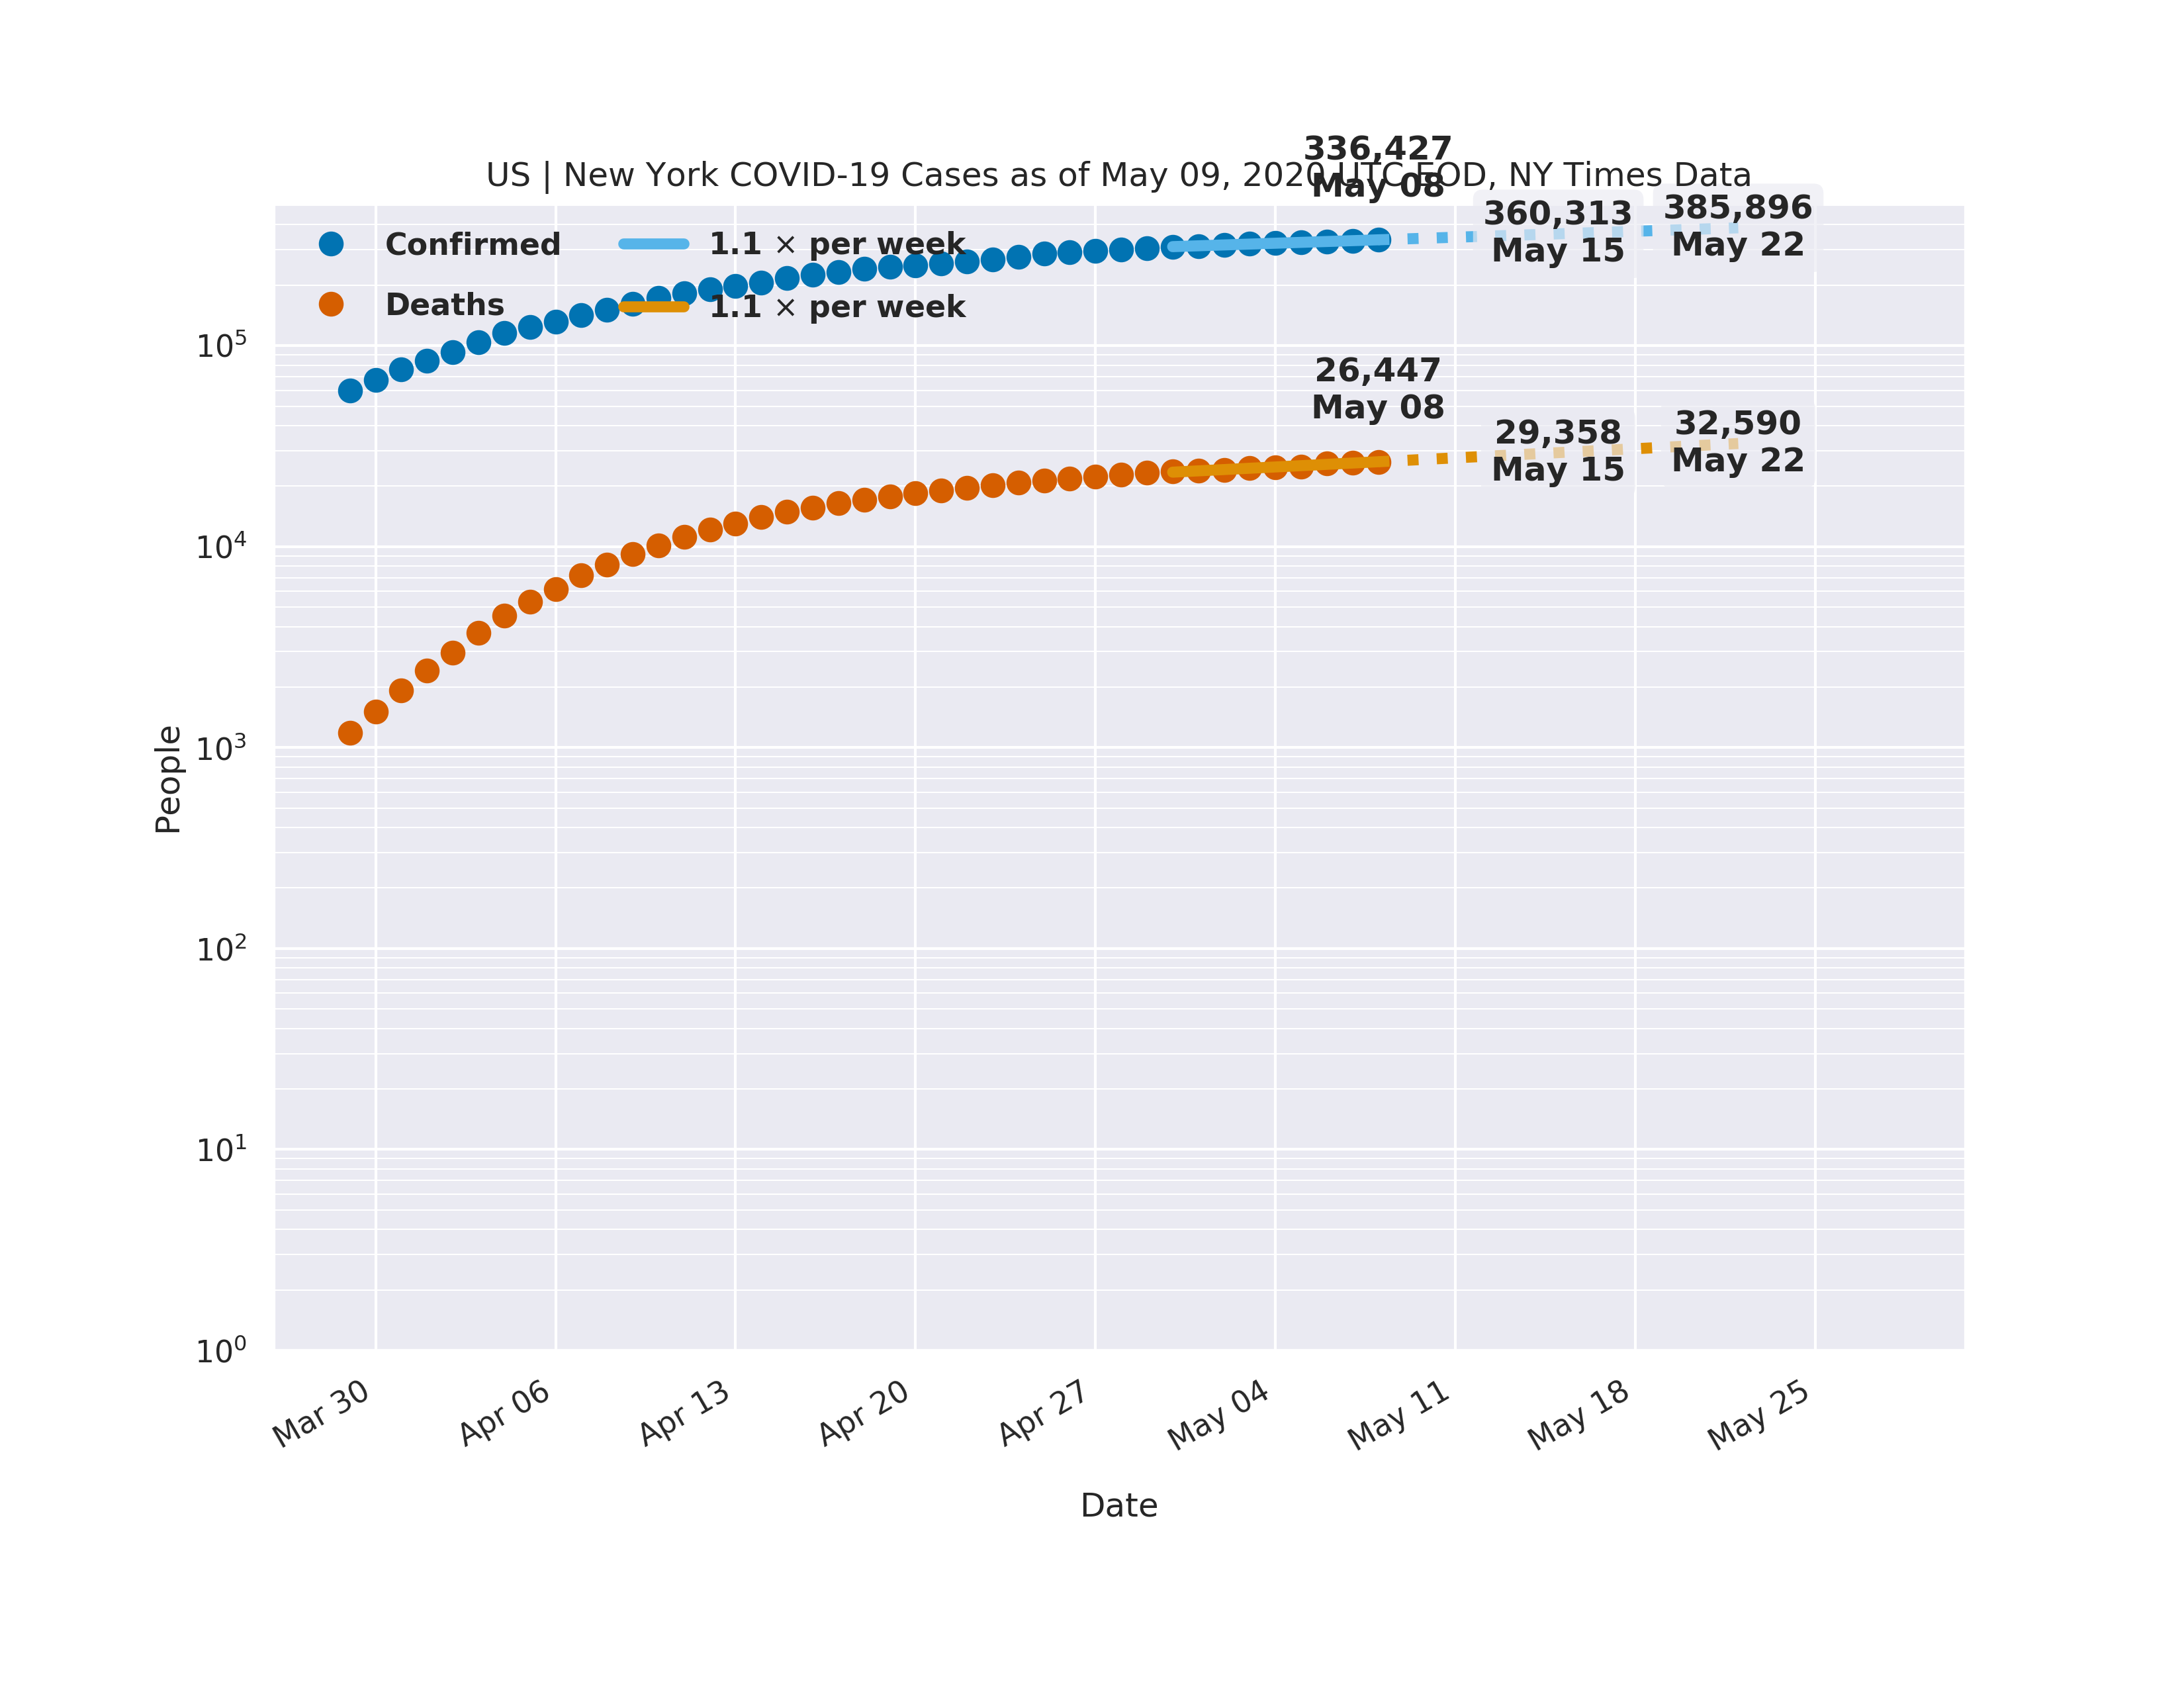 336,427
May 08
US | New York COVID-19 Cases as of May 09, 2020 UTC EOD, NY Times Data
360,313
May 15
385,896
May 22
Confirmed
1.1 × per week
Deaths
1.1 × per week
26,447
May 08
29,358
May 15
32,590
May 22
People
10⁵
10⁴
10³
10²
10¹
10⁰
Mar 30
Apr 06
Apr 13
Apr 20
Apr 27
May 04
May 11
May 18
May 25
Date